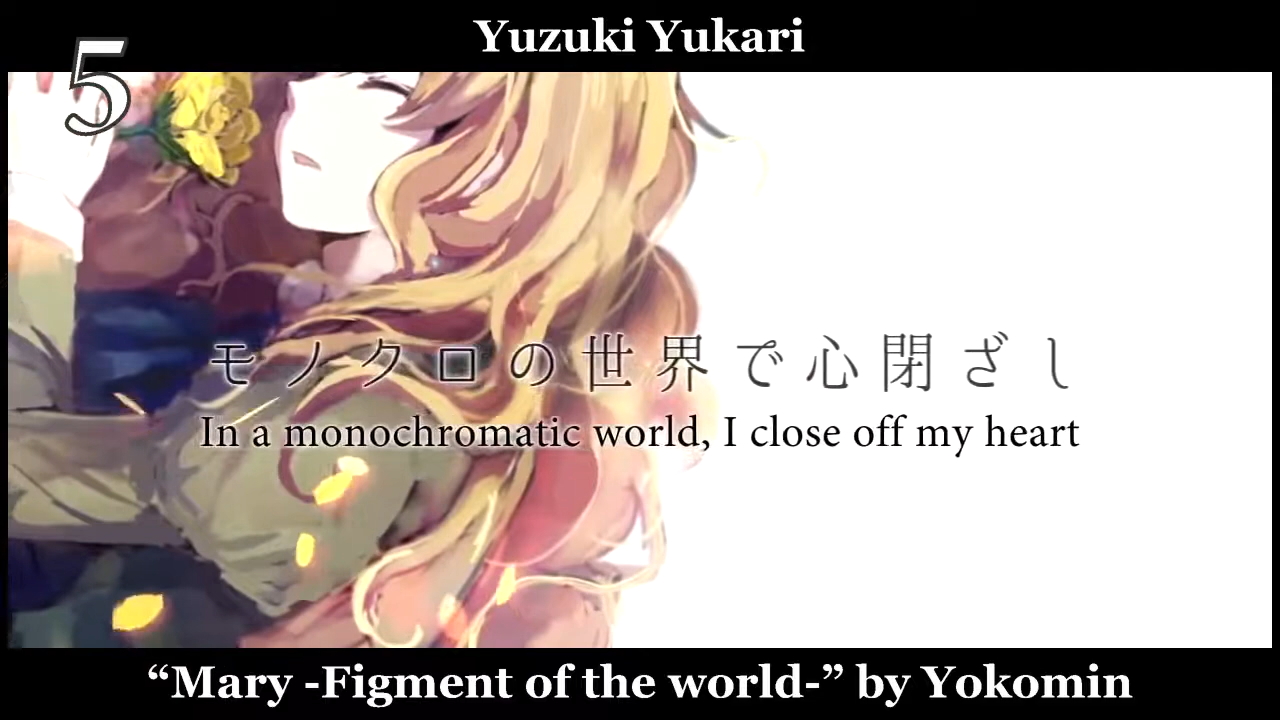 Yuzuki Yukari
5
モノクロの世界で心閉ざし
In a monochromatic world, I close off my heart
“Mary -Figment of the world-” by Yokomin